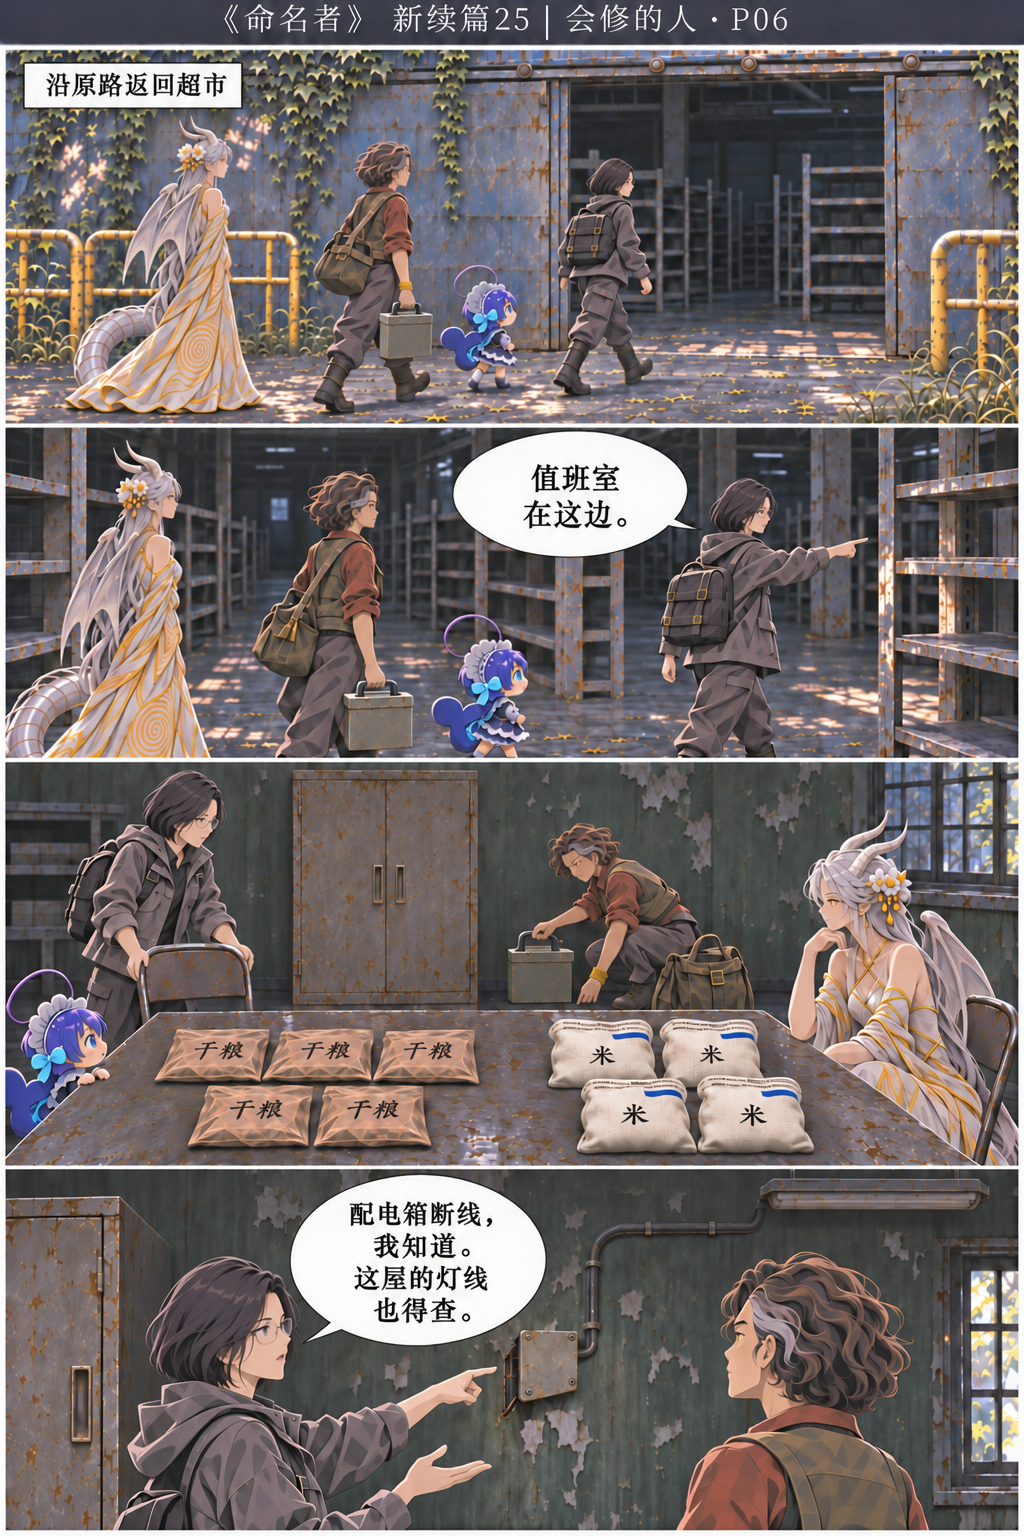 《命名者》 新续篇25 | 会修的人·P06
沿原路返回超市
值班室
在这边。
干粮 干粮 干粮
干粮 干粮
米 米
米 米
配电箱断线，
我知道。
这屋的灯线
也得查。